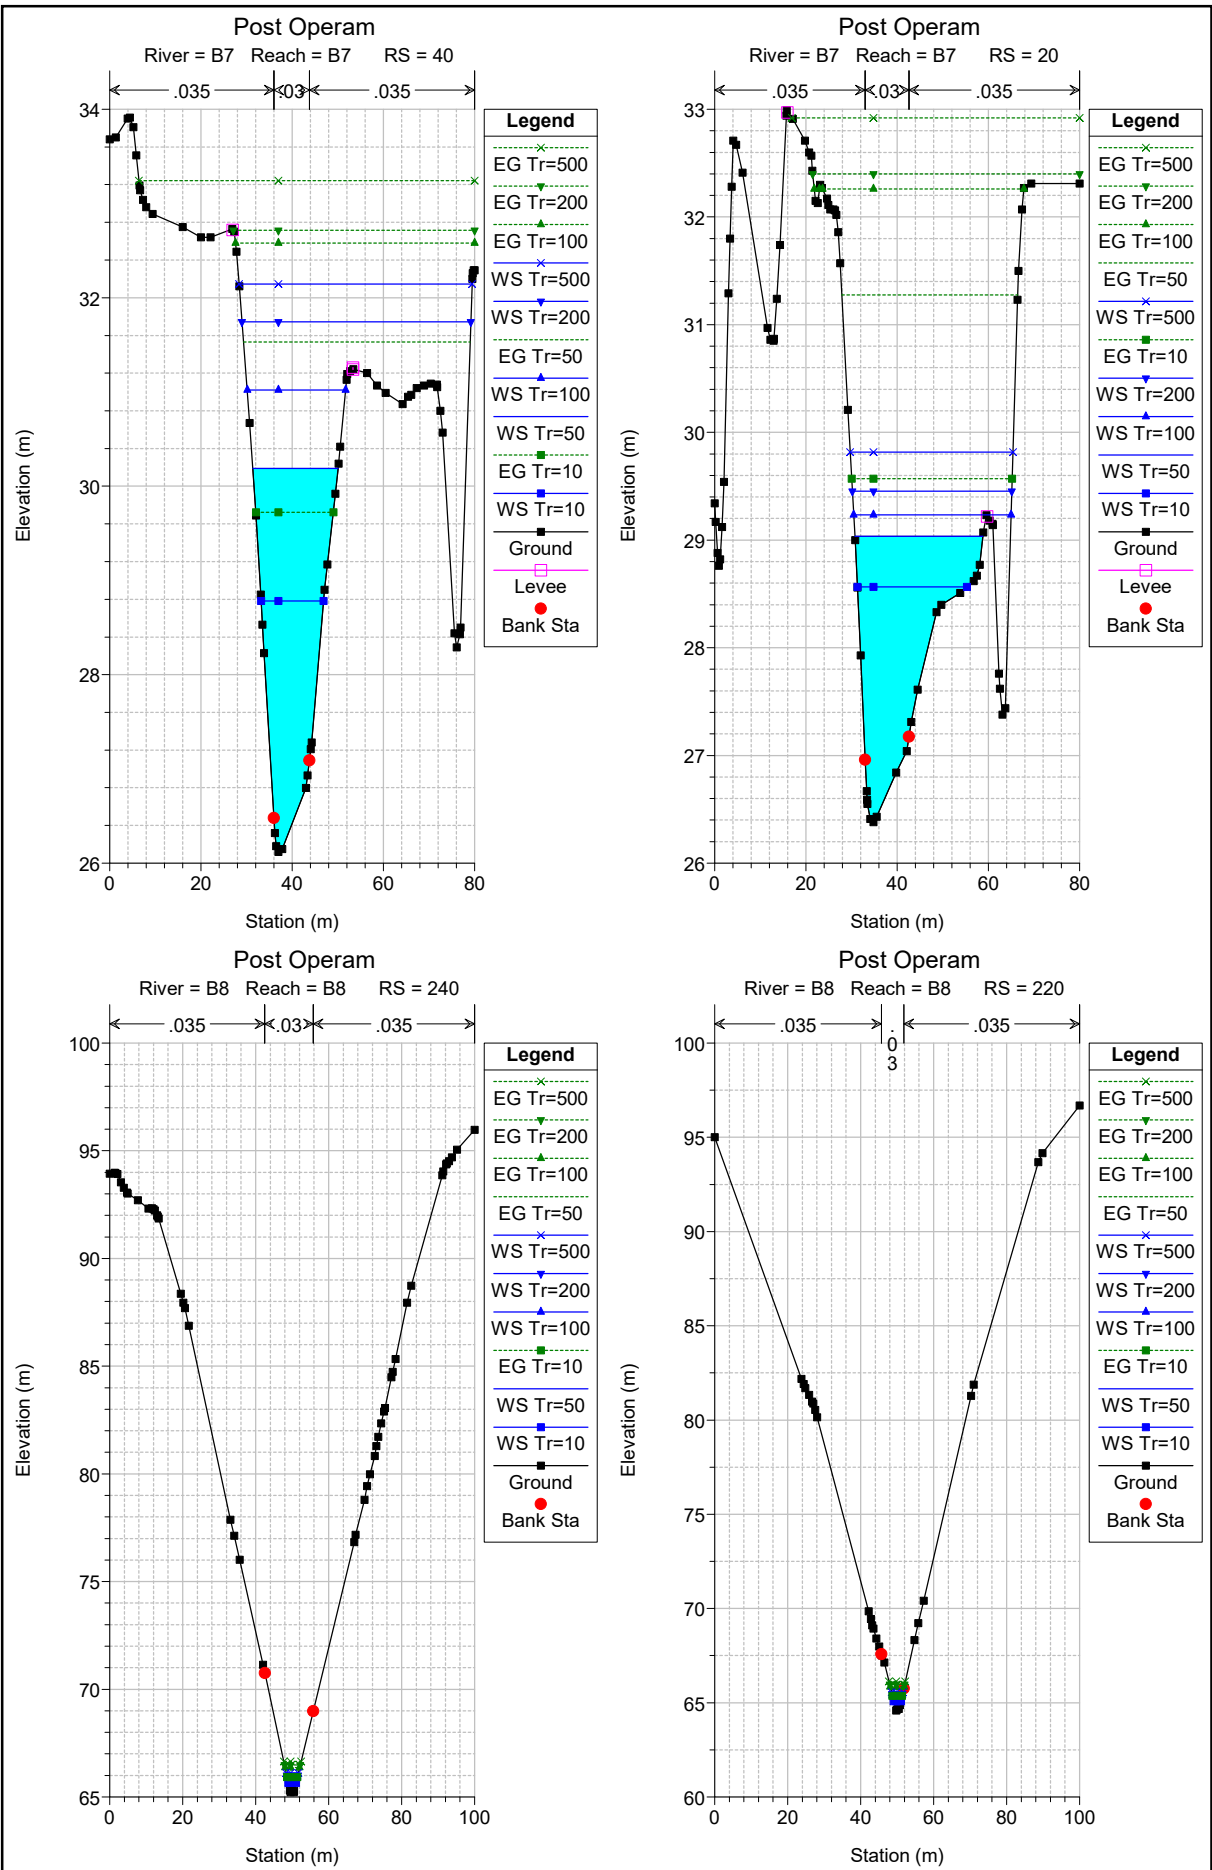 Post Operam
River = B7 Reach = B7 RS = 40
.035 .03 .035
34
32
30
28
26
0 20 40 60 80
Elevation (m)
Station (m)
Legend
EG Tr=500
EG Tr=200
EG Tr=100
WS Tr=500
WS Tr=200
EG Tr=50
WS Tr=100
WS Tr=50
EG Tr=10
WS Tr=10
Ground
Levee
Bank Sta
Post Operam
River = B7 Reach = B7 RS = 20
.035 .03 .035
33
32
31
30
29
28
27
26
0 20 40 60 80
Elevation (m)
Station (m)
Legend
EG Tr=500
EG Tr=200
EG Tr=100
EG Tr=50
WS Tr=500
EG Tr=10
WS Tr=200
WS Tr=100
WS Tr=50
WS Tr=10
Ground
Levee
Bank Sta
Post Operam
River = B8 Reach = B8 RS = 240
.035 .03 .035
100
95
90
85
80
75
70
65
0 20 40 60 80 100
Elevation (m)
Station (m)
Legend
EG Tr=500
EG Tr=200
EG Tr=100
EG Tr=50
WS Tr=500
WS Tr=200
WS Tr=100
EG Tr=10
WS Tr=50
WS Tr=10
Ground
Bank Sta
Post Operam
River = B8 Reach = B8 RS = 220
.035 .03 .035
100
95
90
85
80
75
70
65
60
0 20 40 60 80 100
Elevation (m)
Station (m)
Legend
EG Tr=500
EG Tr=200
EG Tr=100
EG Tr=50
WS Tr=500
WS Tr=200
WS Tr=100
EG Tr=10
WS Tr=50
WS Tr=10
Ground
Bank Sta